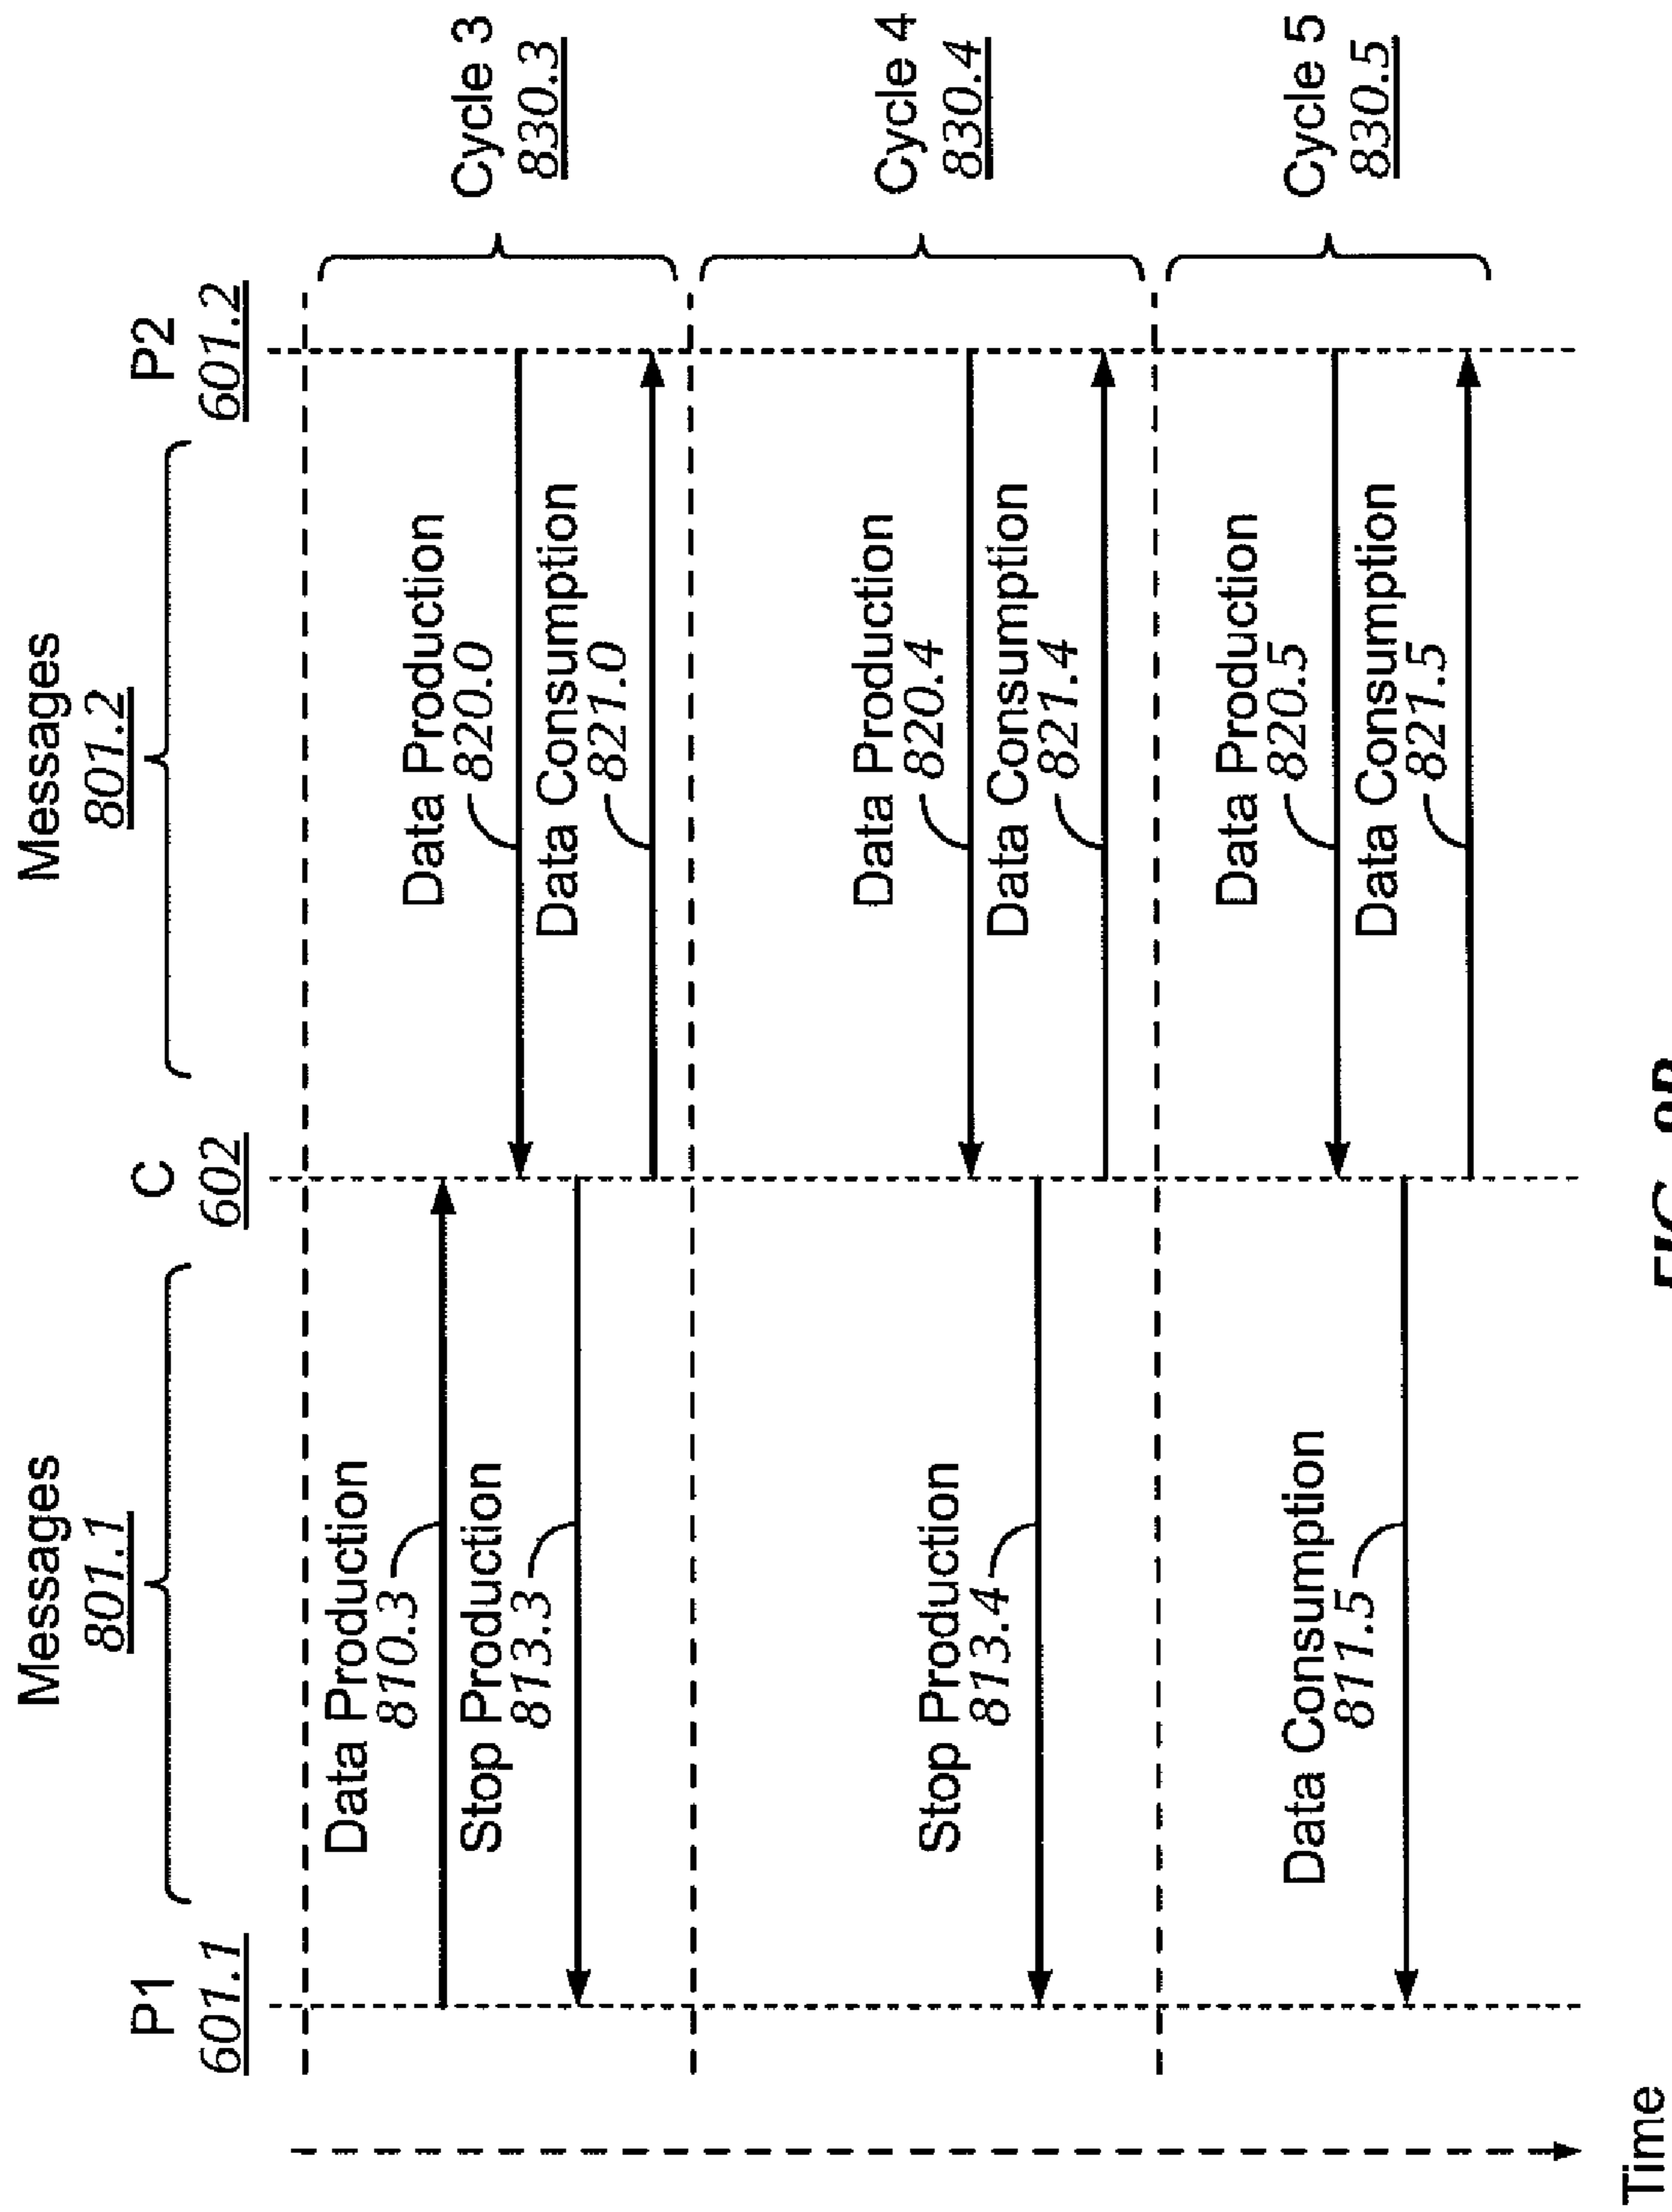 Messages
801.1
Messages
801.2
P1
601.1
C
602
P2
601.2
Cycle 3
830.3
Data Production
810.3
Data Production
820.0
Stop Production
813.3
Data Consumption
821.0
Cycle 4
830.4
Data Production
820.4
Stop Production
813.4
Data Consumption
821.4
Cycle 5
830.5
Data Production
820.5
Data Consumption
811.5
Data Consumption
821.5
Time
FIG.